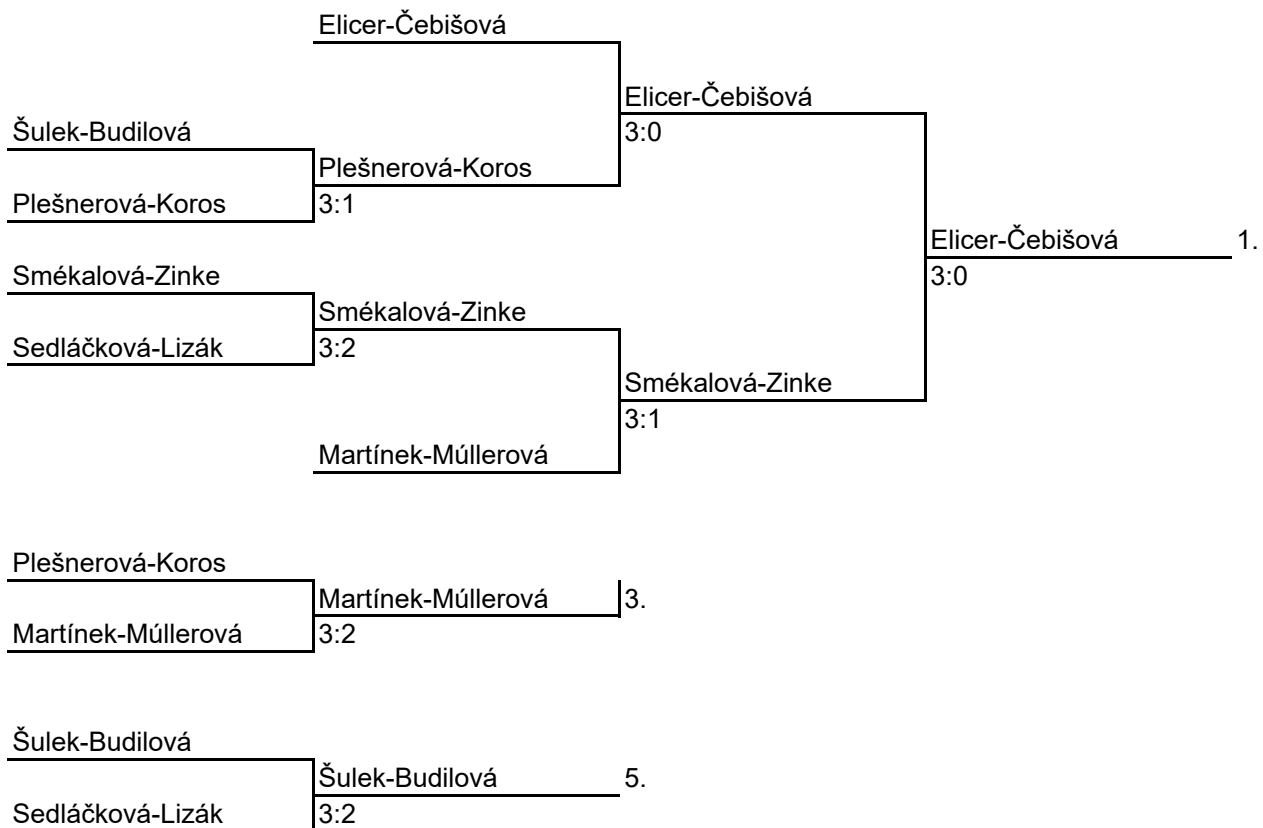 Elicer-Čebišová
Elicer-Čebišová
Šulek-Budilová
3:0
Plešnerová-Koros
Plešnerová-Koros
3:1
Elicer-Čebišová
1.
Smékalová-Zinke
3:0
Smékalová-Zinke
Sedláčková-Lizák
3:2
Smékalová-Zinke
3:1
Martínek-Múllerová
Plešnerová-Koros
Martínek-Múllerová
3.
Martínek-Múllerová
3:2
Šulek-Budilová
Šulek-Budilová
5.
Sedláčková-Lizák
3:2